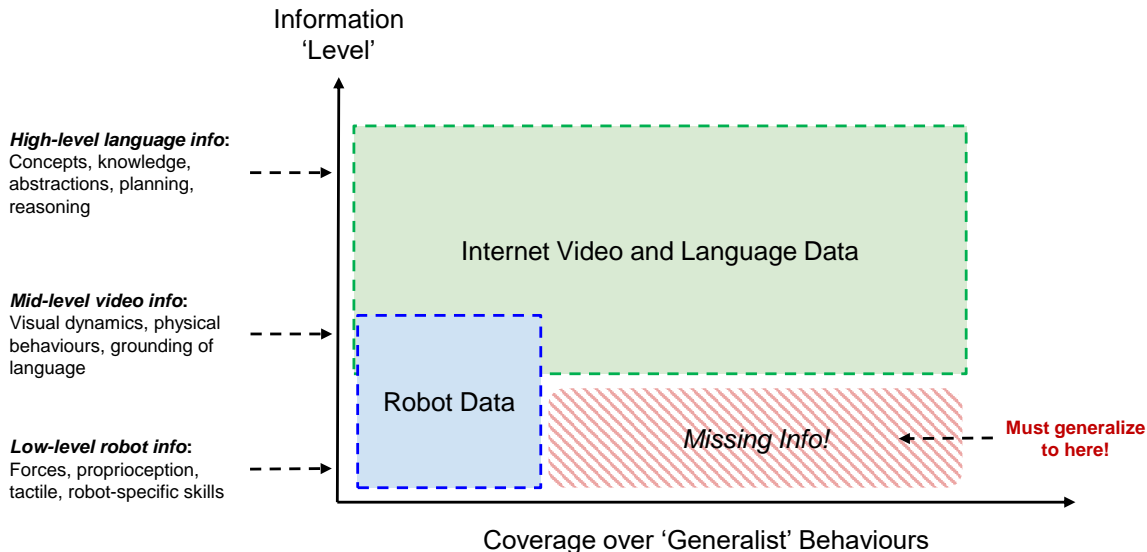 Information
‘Level’
High-level language info:
Concepts, knowledge,
abstractions, planning,
reasoning
Internet Video and Language Data
Mid-level video info:
Visual dynamics, physical
behaviours, grounding of
language
Robot Data
Missing Info!
Must generalize
to here!
Low-level robot info:
Forces, proprioception,
tactile, robot-specific skills
Coverage over ‘Generalist’ Behaviours